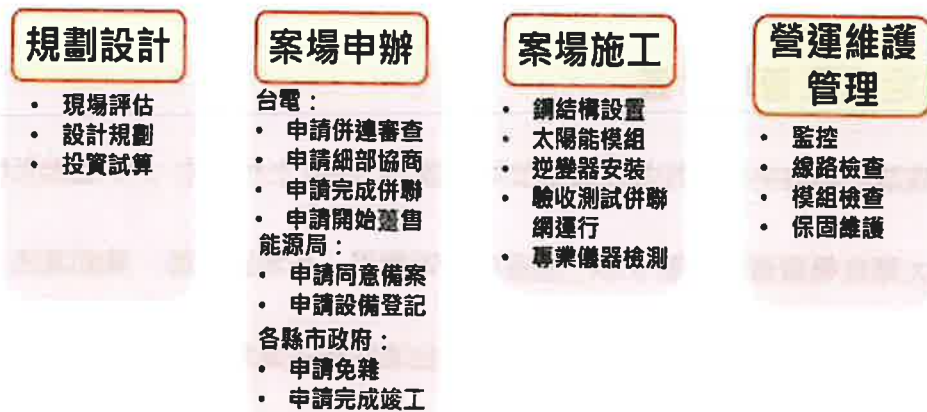 規劃設計
• 現場評估
• 設計規劃
• 投資試算
案場申辦
台電：
• 申請併連審查
• 申請細部協商
• 申請完成併聯
• 申請開始躉售
能源局：
• 申請同意備案
• 申請設備登記
各縣市政府：
• 申請免雜
• 申請完成竣工
案場施工
• 鋼結構設置
• 太陽能模組
• 逆變器安裝
• 驗收測試併聯
網運行
• 專業儀器檢測
營運維護
管理
• 監控
• 線路檢查
• 模組檢查
• 保固維護